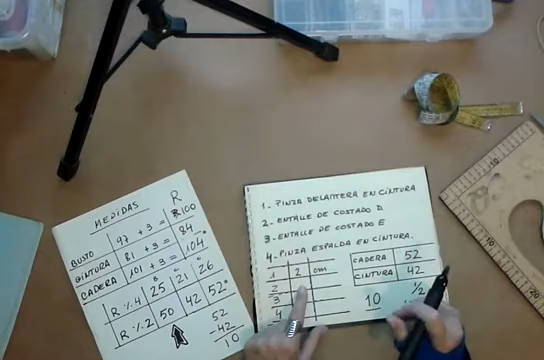 MEDIDAS
R
BUSTO 97 + 3 = R100
CINTURA 81 + 3 = 84
CADERA 101 + 3 = 104
R%.4 25 21 26
R%.2 50 42 52
52
-42
10
1- PINZA DELANTERA EN CINTURA
2- ENTALLE DE COSTADO D
3- ENTALLE DE COSTADO E
4- PINZA ESPALDA EN CINTURA.
1 2 cm
2
3
4
CADERA 52
CINTURA 42
10 1/2